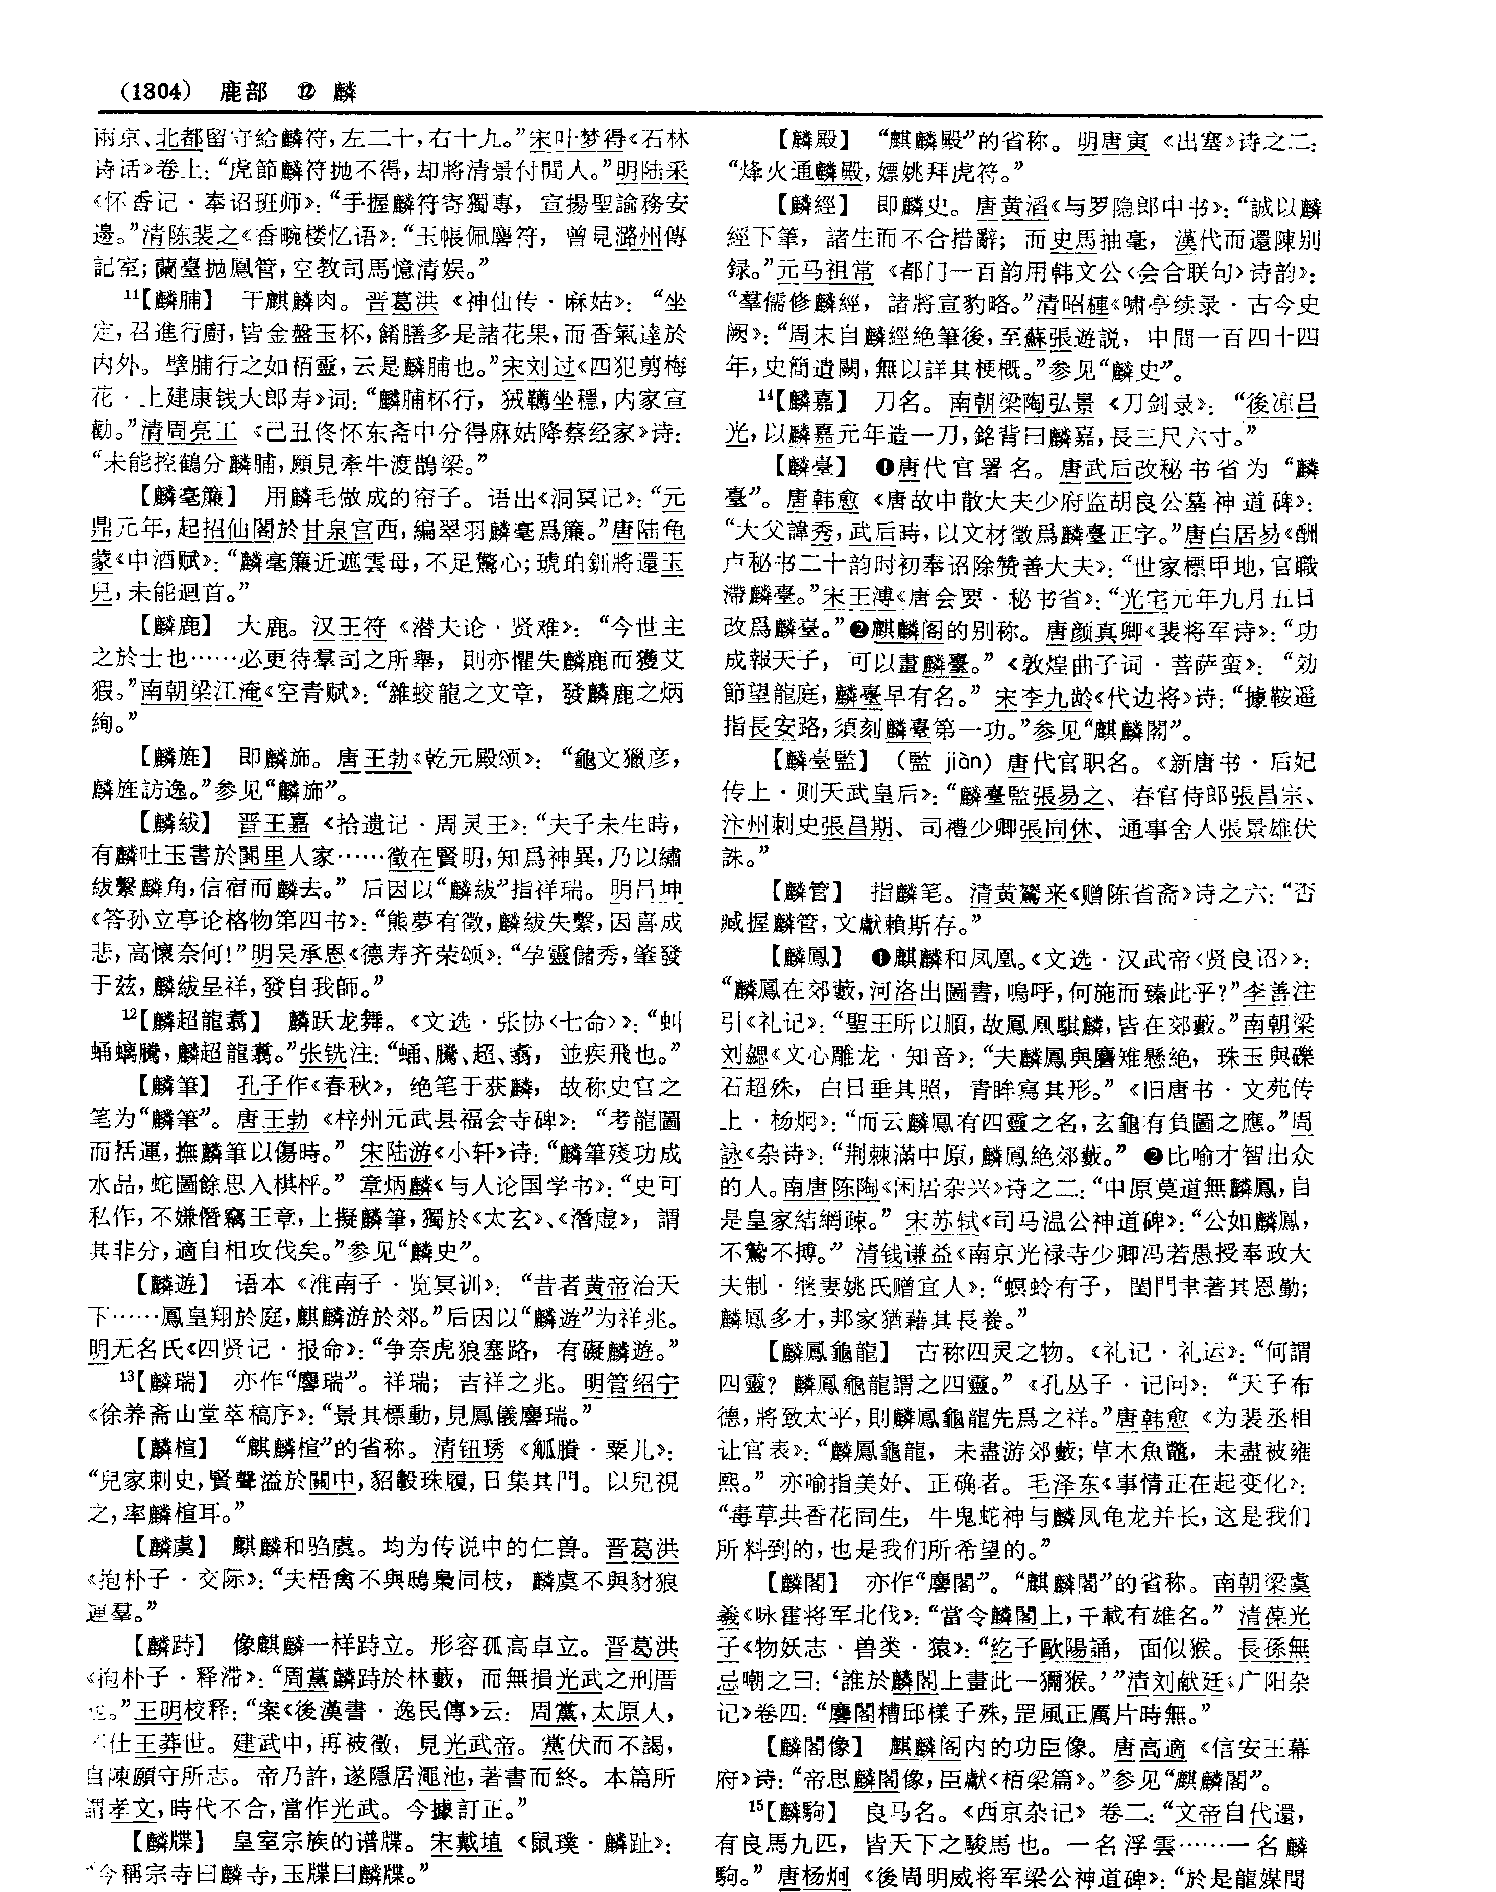 (1304) 鹿部 ⑫ 麟
兩京、北都留守給麟符，左二十，右十九。”宋叶梦得《石林
诗话》卷上：“虎節麟符抛不得，却將清景付閒人。”明陆采
《怀香记·奉诏班师》：“手握麟符寄獨專，宣揚聖諭務安
邊。”清陈裴之《香畹楼忆语》：“玉帳佩麐符，曾見潞州傳
記室；蘭臺抛鳳管，空教司馬憶清娱。”
¹¹【麟脯】 干麒麟肉。晋葛洪《神仙传·麻姑》：“坐
定，召進行廚，皆金盤玉杯，餚膳多是諸花果，而香氣達於
内外。擘脯行之如栢靈，云是麟脯也。”宋刘过《四犯剪梅
花·上建康钱大郎寿》词：“麟脯杯行，狨韉坐穩，内家宣
勸。”清周亮工《己丑佟怀东斋中分得麻姑降蔡经家》诗：
“未能控鶴分麟脯，願見牽牛渡鵲梁。”
【麟毫簾】 用麟毛做成的帘子。语出《洞冥记》：“元
鼎元年，起招仙閣於甘泉宫西，編翠羽麟毫爲簾。”唐陆龟
蒙《中酒赋》：“麟毫簾近遮雲母，不足驚心；琥珀釧將還玉
兒，未能迴首。”
【麟鹿】 大鹿。汉王符《潜夫论·贤难》：“今世主
之於士也……必更待羣司之所舉，則亦懼失麟鹿而獲艾
猳。”南朝梁江淹《空青赋》：“雜蛟龍之文章，發麟鹿之炳
絢。”
【麟旌】 即麟斾。唐王勃《乾元殿颂》：“龜文獵彦，
麟旌訪逸。”参见“麟斾”。
【麟紱】 晋王嘉《拾遗记·周灵王》：“夫子未生時，
有麟吐玉書於闕里人家……徵在賢明，知爲神異，乃以繡
紱繫麟角，信宿而麟去。”后因以“麟紱”指祥瑞。明吕坤
《答孙立亭论格物第四书》：“熊夢有徵，麟紱失繫，因喜成
悲，高懷奈何！”明吴承恩《德寿齐荣颂》：“孕靈儲秀，肇發
于兹，麟紱呈祥，發自我師。”
¹²【麟超龍翥】 麟跃龙舞。《文选·张协〈七命〉》：“虯
蛹螭騰，麟超龍翥。”张铣注：“蛹、騰、超、翥，並疾飛也。”
【麟筆】 孔子作《春秋》，绝笔于获麟，故称史官之
笔为“麟筆”。唐王勃《梓州元武县福会寺碑》：“考龍圖
而括運，撫麟筆以傷時。”宋陆游《小轩》诗：“麟筆殘功成
水品，蛇圖餘思入棋枰。”章炳麟《与人论国学书》：“史可
私作，不嫌僭竊王章，上擬麟筆，獨於《太玄》、《潛虚》，謂
其非分，適自相攻伐矣。”参见“麟史”。
【麟遊】 语本《淮南子·览冥训》：“昔者黄帝治天
下……鳳皇翔於庭，麒麟游於郊。”后因以“麟遊”为祥兆。
明无名氏《四贤记·报命》：“争奈虎狼塞路，有礙麟遊。”
¹³【麟瑞】 亦作“麐瑞”。祥瑞；吉祥之兆。明管绍宁
《徐养斋山堂萃稿序》：“景其標動，見鳳儀麐瑞。”
【麟楦】 “麒麟楦”的省称。清钮琇《觚賸·粟儿》：
“兒家刺史，賢聲溢於關中，貂轂珠履，日集其門。以兒視
之，率麟楦耳。”
【麟虞】 麒麟和驺虞。均为传说中的仁兽。晋葛洪
《抱朴子·交际》：“夫梧禽不與鴟梟同枝，麟虞不與豺狼
連羣。”
【麟跱】 像麒麟一样跱立。形容孤高卓立。晋葛洪
《抱朴子·释滞》：“周黨麟跱於林藪，而無損光武之刑厝
也。”王明校释：“案《後漢書·逸民傳》云：周黨，太原人，
不仕王莽世。建武中，再被徵，見光武帝。黨伏而不謁，
自陳願守所志。帝乃許，遂隱居澠池，著書而終。本篇所
謂孝文，時代不合，當作光武。今據訂正。”
【麟牒】 皇室宗族的谱牒。宋戴埴《鼠璞·麟趾》：
“今稱宗寺曰麟寺，玉牒曰麟牒。”
【麟殿】 “麒麟殿”的省称。明唐寅《出塞》诗之二：
“烽火通麟殿，嫖姚拜虎符。”
【麟經】 即麟史。唐黄滔《与罗隐郎中书》：“誠以麟
經下筆，諸生而不合措辭；而史馬抽毫，漢代而還陳别
録。”元马祖常《都门一百韵用韩文公〈会合联句〉诗韵》：
“羣儒修麟經，諸將宣豹略。”清昭槤《啸亭续录·古今史
阙》：“周末自麟經絶筆後，至蘇張遊説，中間一百四十四
年，史簡遺闕，無以詳其梗概。”参见“麟史”。
¹⁴【麟嘉】 刀名。南朝梁陶弘景《刀剑录》：“後凉吕
光，以麟嘉元年造一刀，銘背曰麟嘉，長三尺六寸。”
【麟臺】 ❶唐代官署名。唐武后改秘书省为“麟
臺”。唐韩愈《唐故中散大夫少府监胡良公墓神道碑》：
“大父諱秀，武后時，以文材徵爲麟臺正字。”唐白居易《酬
卢秘书二十韵时初奉诏除赞善大夫》：“世家標甲地，官職
滯麟臺。”宋王溥《唐会要·秘书省》：“光宅元年九月五日
改爲麟臺。”❷麒麟阁的别称。唐颜真卿《裴将军诗》：“功
成報天子，可以畫麟臺。”《敦煌曲子词·菩萨蛮》：“効
節望龍庭，麟臺早有名。”宋李九龄《代边将》诗：“據鞍遥
指長安路，須刻麟臺第一功。”参见“麒麟閣”。
【麟臺監】 （監 jiàn）唐代官职名。《新唐书·后妃
传上·则天武皇后》：“麟臺監張易之、春官侍郎張昌宗、
汴州刺史張昌期、司禮少卿張同休、通事舍人張景雄伏
誅。”
【麟管】 指麟笔。清黄鷟来《赠陈省斋》诗之六：“否
臧握麟管，文獻賴斯存。”
【麟鳳】 ❶麒麟和凤凰。《文选·汉武帝〈贤良诏〉》：
“麟鳳在郊藪，河洛出圖書，嗚呼，何施而臻此乎？”李善注
引《礼记》：“聖王所以順，故鳳凰騏麟，皆在郊藪。”南朝梁
刘勰《文心雕龙·知音》：“夫麟鳳與麏雉懸絶，珠玉與礫
石超殊，白日垂其照，青眸寫其形。”《旧唐书·文苑传
上·杨炯》：“而云麟鳳有四靈之名，玄龜有負圖之應。”周
詠《杂诗》：“荆棘滿中原，麟鳳絶郊藪。”❷比喻才智出众
的人。南唐陈陶《闲居杂兴》诗之二：“中原莫道無麟鳳，自
是皇家結網疎。”宋苏轼《司马温公神道碑》：“公如麟鳳，
不鷙不搏。”清钱谦益《南京光禄寺少卿冯若愚授奉政大
夫制·继妻姚氏赠宜人》：“螟蛉有子，閨門聿著其恩勤；
麟鳳多才，邦家猶藉其長養。”
【麟鳳龜龍】 古称四灵之物。《礼记·礼运》：“何謂
四靈？麟鳳龜龍謂之四靈。”《孔丛子·记问》：“天子布
德，將致太平，則麟鳳龜龍先爲之祥。”唐韩愈《为裴丞相
让官表》：“麟鳳龜龍，未盡游郊藪；草木魚鼈，未盡被雍
熙。”亦喻指美好、正确者。毛泽东《事情正在起变化》：
“毒草共香花同生，牛鬼蛇神与麟凤龟龙并长，这是我们
所料到的，也是我们所希望的。”
【麟閣】 亦作“麐閣”。“麒麟閣”的省称。南朝梁虞
羲《咏霍将军北伐》：“當令麟閣上，千載有雄名。”清葆光
子《物妖志·兽类·猿》：“紇子歐陽誦，面似猴。長孫無
忌嘲之曰：‘誰於麟閣上畫此一獼猴。’”清刘献廷《广阳杂
记》卷四：“麐閣糟邱樣子殊，罡風正厲片時無。”
【麟閣像】 麒麟阁内的功臣像。唐高適《信安王幕
府》诗：“帝思麟閣像，臣獻《栢梁篇》。”参见“麒麟閣”。
¹⁵【麟駒】 良马名。《西京杂记》卷二：“文帝自代還，
有良馬九匹，皆天下之駿馬也。一名浮雲……一名麟
駒。”唐杨炯《後周明威将军梁公神道碑》：“於是龍媒間